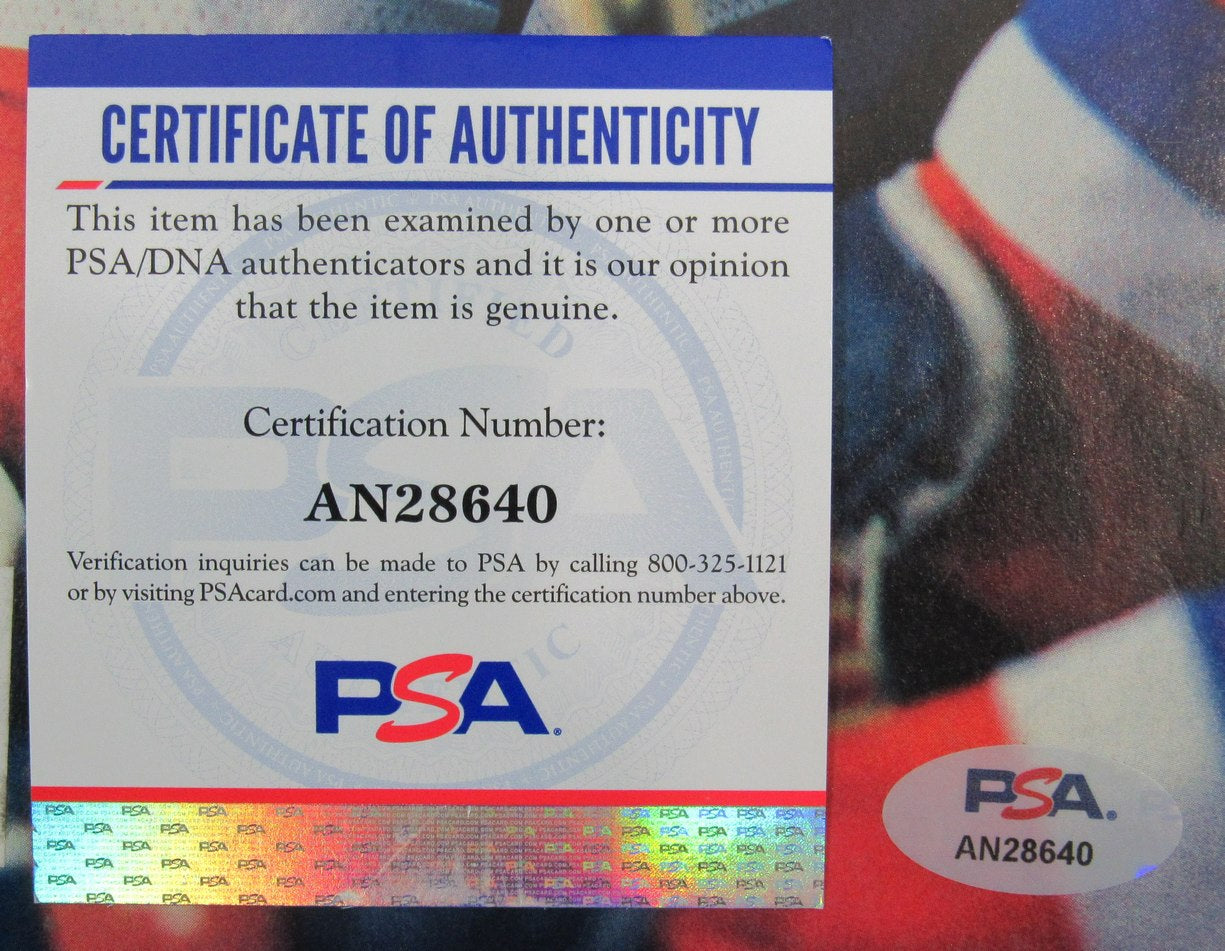 CERTIFICATE OF AUTHENTICITY
This item has been examined by one or more
PSA/DNA authenticators and it is our opinion
that the item is genuine.
Certification Number:
AN28640
Verification inquiries can be made to PSA by calling 800-325-1121
or by visiting PSAcard.com and entering the certification number above.
PSA®
PSA®
AN28640